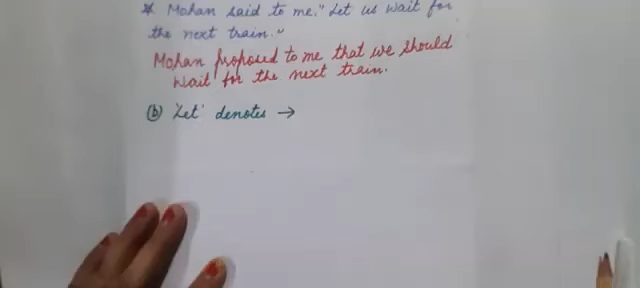 * Mohan said to me," Let us wait for
the next train."
Mohan proposed to me that we should
wait for the next train.
(b) 'Let' denotes →